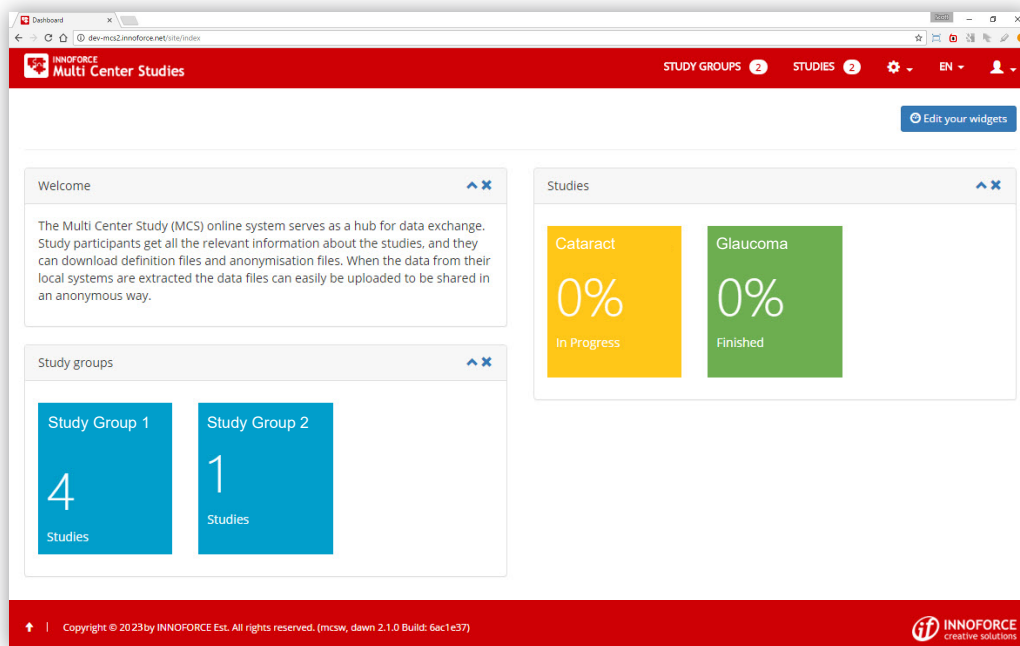 Dashboard
dev-mcs2.innoforce.net/site/index
INNOFORCE
Multi Center Studies
STUDY GROUPS 2
STUDIES 2
EN
Edit your widgets
Welcome
The Multi Center Study (MCS) online system serves as a hub for data exchange.
Study participants get all the relevant information about the studies, and they
can download definition files and anonymisation files. When the data from their
local systems are extracted the data files can easily be uploaded to be shared in
an anonymous way.
Study groups
Study Group 1
4
Studies
Study Group 2
1
Studies
Studies
Cataract
0%
In Progress
Glaucoma
0%
Finished
Copyright © 2023by INNOFORCE Est. All rights reserved. (mcsw, dawn 2.1.0 Build: 6ac1e37)
if INNOFORCE
creative solutions